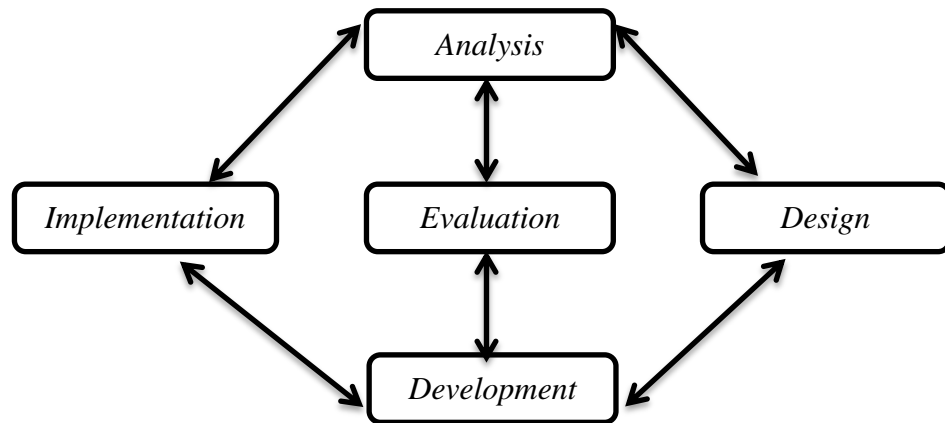 Analysis
Implementation
Evaluation
Design
Development